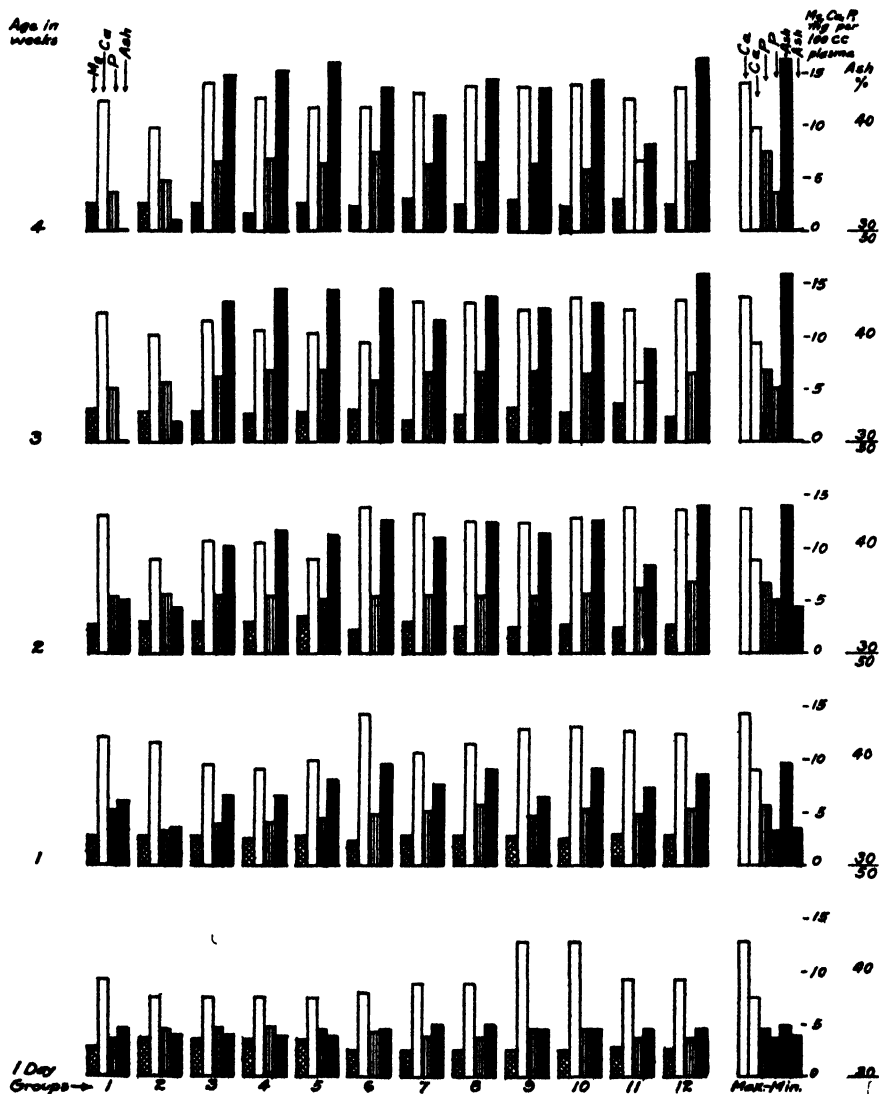 Age in
weeks
Mg
Ca
P
Ash
Ca
Ca
P
P
Ash
Ash
Mg, Ca, P.
Mg per
100 cc
plasma
Ash
%
-15
-10
40
-5
4
0
30
50
-15
-10
40
-5
3
0
30
50
-15
-10
40
-5
2
0
30
50
-15
-10
40
-5
1
0
30
50
-15
-10
40
-5
0
30
1 Day
Groups→ 1 2 3 4 5 6 7 8 9 10 11 12 Max.-Min.